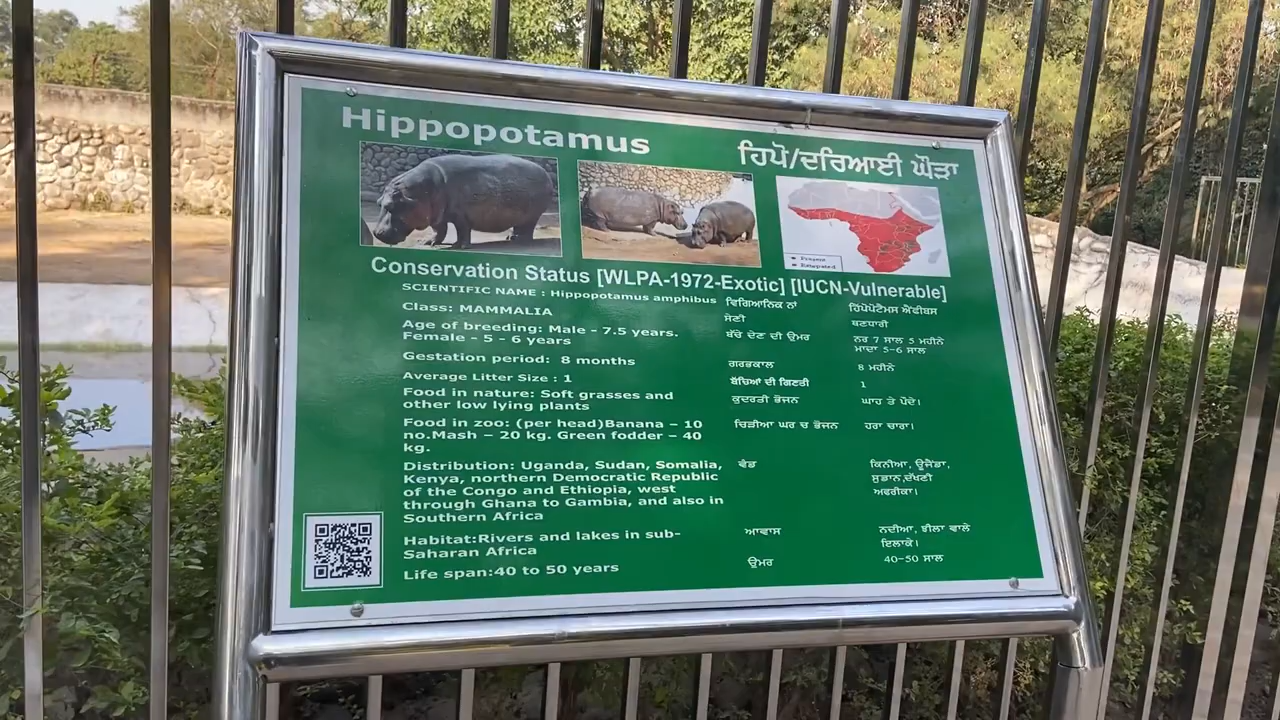 Hippopotamus
ਹਿਪੋ/ਦਰਿਆਈ ਘੌੜਾ
Conservation Status [WLPA-1972-Exotic] [IUCN-Vulnerable]
SCIENTIFIC NAME : Hippopotamus amphibus
ਵਿਗਿਆਨਿਕ ਨਾਂ
ਹਿੱਪੋਪੋਟੈਮਸ ਐਂਫੀਬਸ
Class: MAMMALIA
ਸ਼ੇਣੀ
ਥਣਧਾਰੀ
Age of breeding: Male - 7.5 years.
Female - 5 - 6 years
ਬੱਚੇ ਦੇਣ ਦੀ ਉਮਰ
ਨਰ 7 ਸਾਲ 5 ਮਹੀਨੇ
ਮਾਦਾ 5-6 ਸਾਲ
Gestation period: 8 months
ਗਰਭਕਾਲ
8 ਮਹੀਨੇ
Average Litter Size : 1
ਬੱਚਿਆਂ ਦੀ ਗਿਣਤੀ
1
Food in nature: Soft grasses and
other low lying plants
ਕੁਦਰਤੀ ਭੋਜਨ
ਘਾਹ ਤੇ ਪੌਦੇ।
Food in zoo: (per head)Banana – 10
no.Mash – 20 kg. Green fodder – 40
kg.
ਚਿੜੀਆ ਘਰ ਚ ਭੋਜਨ
ਹਰਾ ਚਾਰਾ।
Distribution: Uganda, Sudan, Somalia,
Kenya, northern Democratic Republic
of the Congo and Ethiopia, west
through Ghana to Gambia, and also in
Southern Africa
ਵੰਡ
ਕਿਨੀਆ, ਊਜੈਂਡਾ,
ਸੁਡਾਨ,ਦੱਖਣੀ
ਅਫਰੀਕਾ।
Habitat:Rivers and lakes in sub-
Saharan Africa
ਆਵਾਸ
ਨਦੀਆ, ਝੀਲਾ ਵਾਲੇ
ਇਲਾਕੇ।
Life span:40 to 50 years
ਉਮਰ
40-50 ਸਾਲ